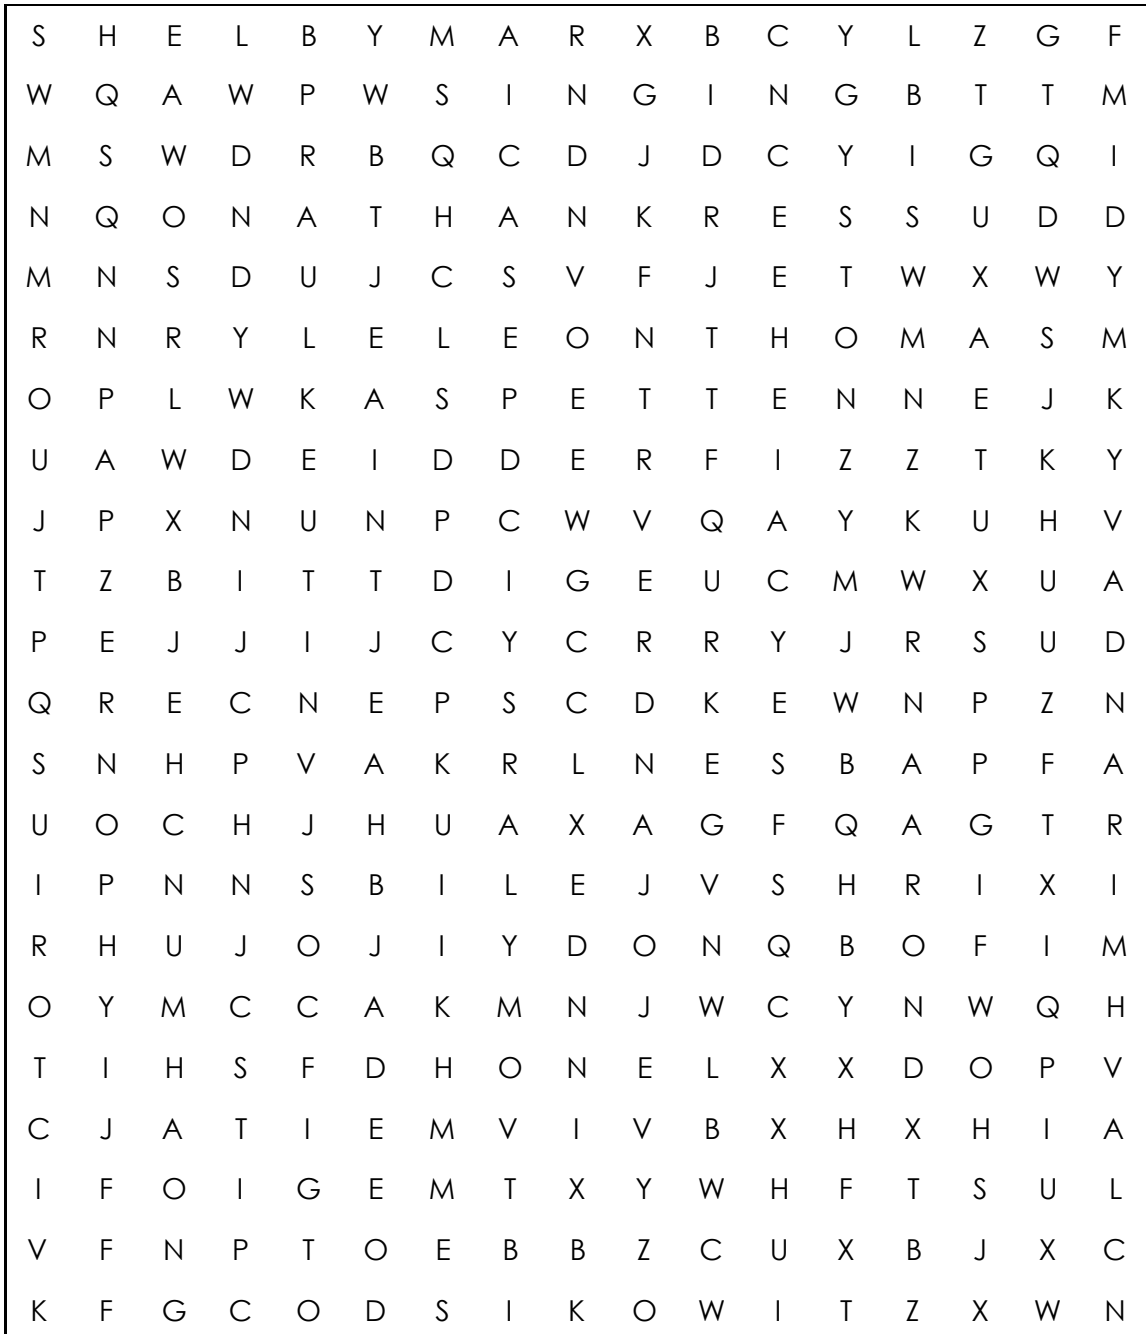 S H E L B Y M A R X B C Y L Z G F
W Q A W P W S I N G I N G B T T M
M S W D R B Q C D J D C Y I G Q I
N Q O N A T H A N K R E S S U D D
M N S D U J C S V F J E T W X W Y
R N R Y L E L E O N T H O M A S M
O P L W K A S P E T T E N N E J K
U A W D E I D D E R F I Z Z T K Y
J P X N U N P C W V Q A Y K U H V
T Z B I T T D I G E U C M W X U A
P E J J I J C Y C R R Y J R S U D
Q R E C N E P S C D K E W N P Z N
S N H P V A K R L N E S B A P F A
U O C H J H U A X A G F Q A G T R
I P N N S B I L E J V S H R I X I
R H U J O J I Y D O N Q B O F I M
O Y M C C A K M N J W C Y N W Q H
T I H S F D H O N E L X X D O P V
C J A T I E M V I V B X H X H I A
I F O I G E M T X Y W H F T S U L
V F N P T O E B B Z C U X B J X C
K F G C O D S I K O W I T Z X W N